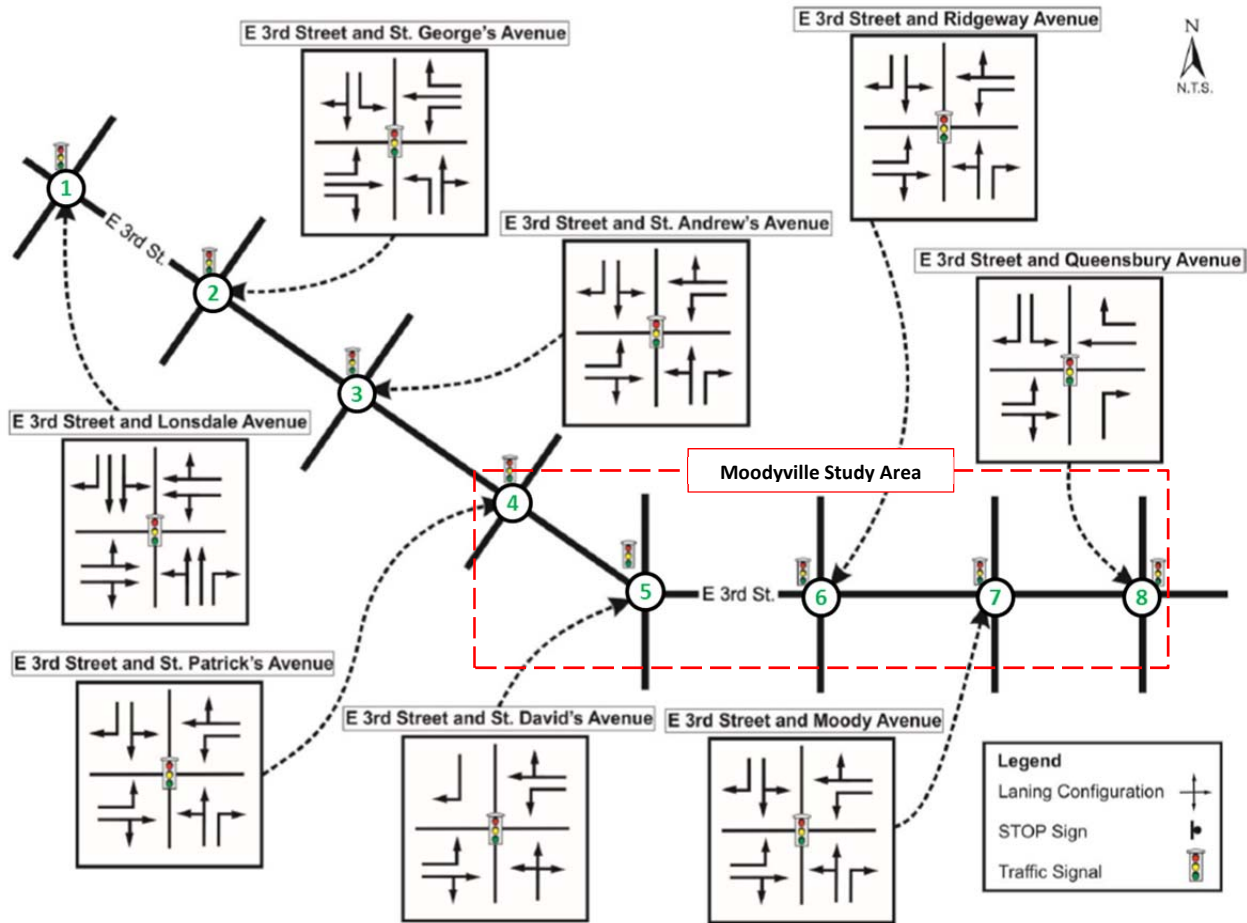 E 3rd Street and St. George's Avenue
E 3rd Street and Ridgeway Avenue
N
N.T.S.
1
E 3rd St.
2
E 3rd Street and St. Andrew's Avenue
E 3rd Street and Queensbury Avenue
3
E 3rd Street and Lonsdale Avenue
Moodyville Study Area
4
5
E 3rd St.
6
7
8
E 3rd Street and St. Patrick's Avenue
E 3rd Street and St. David's Avenue
E 3rd Street and Moody Avenue
Legend
Laning Configuration
STOP Sign
Traffic Signal